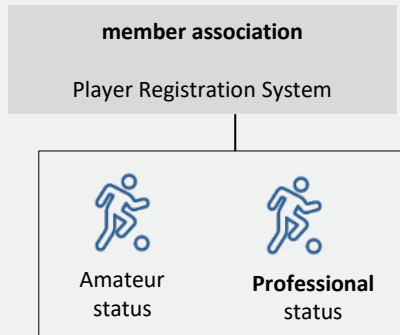 member association
Player Registration System
Amateur
status
Professional
status